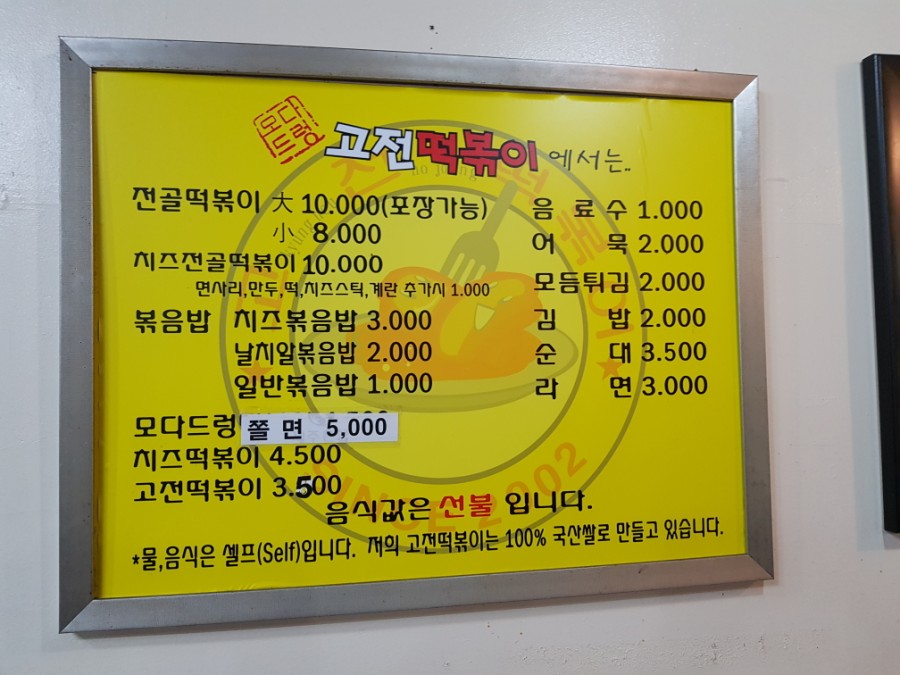 모다드렁
고전떡볶이 에서는..
전골떡볶이 大 10.000(포장가능)
小 8.000
치즈전골떡볶이 10.000
면사리,만두,떡,치즈스틱,계란 추가시 1.000
볶음밥 치즈볶음밥 3.000
날치알볶음밥 2.000
일반볶음밥 1.000
모다드렁
쫄 면 5,000
치즈떡볶이 4.500
고전떡볶이 3.500
음 료 수 1.000
어 묵 2.000
모듬튀김 2.000
김 밥 2.000
순 대 3.500
라 면 3.000
음식값은 선불 입니다.
*물,음식은 셀프(Self)입니다. 저의 고전떡볶이는 100% 국산쌀로 만들고 있습니다.
SINCE 2002